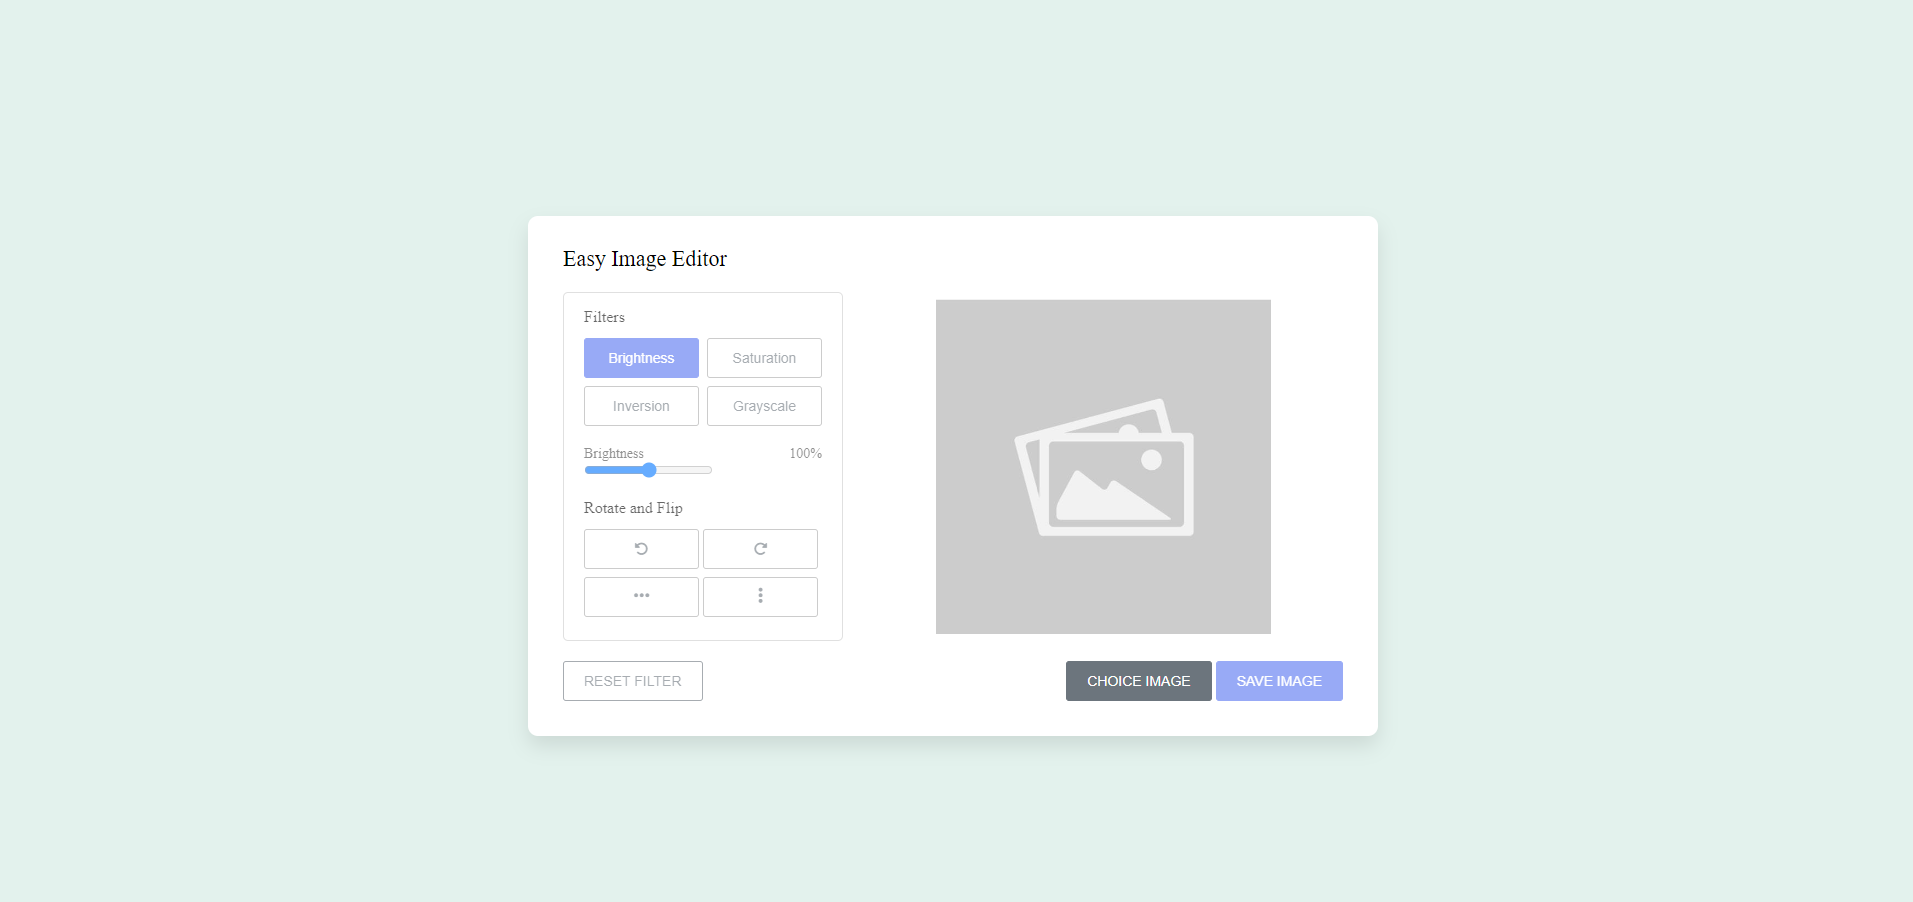 Easy Image Editor
Filters
Brightness
Saturation
Inversion
Grayscale
Brightness 100%
Rotate and Flip
RESET FILTER
CHOICE IMAGE
SAVE IMAGE